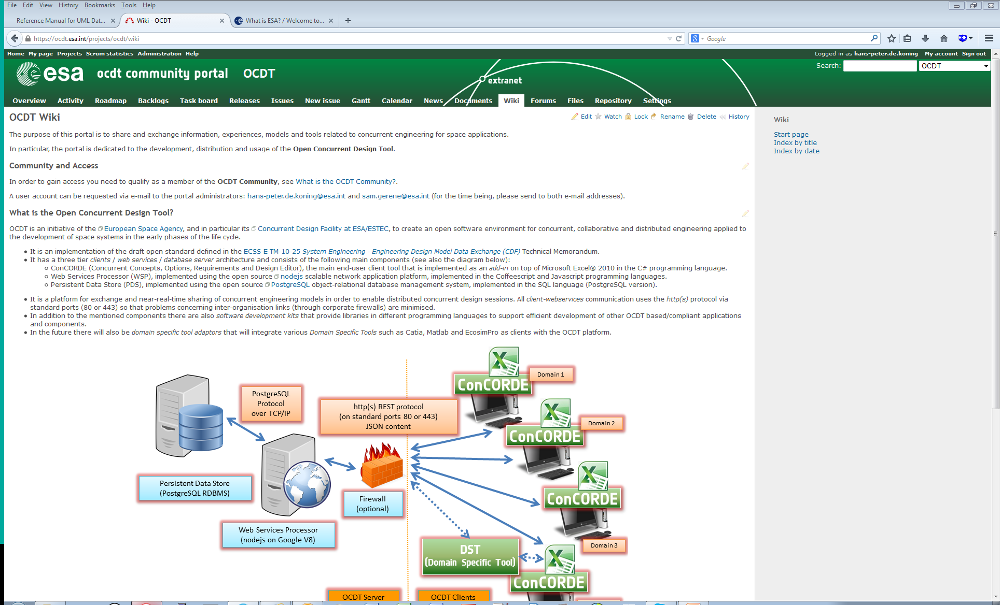 File Edit View History Bookmarks Tools Help
Reference Manual for UML Dat...
Wiki - OCDT
What is ESA? / Welcome to...
https://ocdt.esa.int/projects/ocdt/wiki
Google
ABE
Home My page Projects Scrum statistics Administration Help
Logged in as hans-peter.de.koning My account Sign out
esa
ocdt community portal OCDT
extranet
Search:
OCDT
Overview Activity Roadmap Backlogs Task board Releases Issues New issue Gantt Calendar News Documents Wiki Forums Files Repository Settings
OCDT Wiki
Edit Watch Lock Rename Delete History
Wiki
Start page
Index by title
Index by date
The purpose of this portal is to share and exchange information, experiences, models and tools related to concurrent engineering for space applications.
In particular, the portal is dedicated to the development, distribution and usage of the Open Concurrent Design Tool.
Community and Access
In order to gain access you need to qualify as a member of the OCDT Community, see What is the OCDT Community?.
A user account can be requested via e-mail to the portal administrators: hans-peter.de.koning@esa.int and sam.gerene@esa.int (for the time being, please send to both e-mail addresses).
What is the Open Concurrent Design Tool?
OCDT is an initiative of the European Space Agency, and in particular its Concurrent Design Facility at ESA/ESTEC, to create an open software environment for concurrent, collaborative and distributed engineering applied to
the development of space systems in the early phases of the life cycle.
It is an implementation of the draft open standard defined in the ECSS-E-TM-10-25 System Engineering - Engineering Design Model Data Exchange (CDF) Technical Memorandum.
It has a three tier clients / web services / database server architecture and consists of the following main components (see also the diagram below):
ConCORDE (Concurrent Concepts, Options, Requirements and Design Editor), the main end-user client tool that is implemented as an add-in on top of Microsoft Excel® 2010 in the C# programming language.
Web Services Processor (WSP), implemented using the open source nodejs scalable network application platform, implemented in the Coffeescript and Javascript programming languages.
Persistent Data Store (PDS), implemented using the open source PostgreSQL object-relational database management system, implemented in the SQL language (PostgreSQL version).
It is a platform for exchange and near-real-time sharing of concurrent engineering models in order to enable distributed concurrent design sessions. All client-webservices communication uses the http(s) protocol via
standard ports (80 or 443) so that problems concerning inter-organisation links (through corporate firewalls) are minimised.
In addition to the mentioned components there are also software development kits that provide libraries in different programming languages to support efficient development of other OCDT based/compliant applications
and components.
In the future there will also be domain specific tool adaptors that will integrate various Domain Specific Tools such as Catia, Matlab and EcosimPro as clients with the OCDT platform.
PostgreSQL
Protocol
over TCP/IP
http(s) REST protocol
(on standard ports 80 or 443)
JSON content
ConCORDE
Domain 1
ConCORDE
Domain 2
ConCORDE
Domain 3
Persistent Data Store
(PostgreSQL RDBMS)
Firewall
(optional)
Web Services Processor
(nodejs on Google V8)
DST
(Domain Specific Tool)
ConCORDE
OCDT Server
OCDT Clients